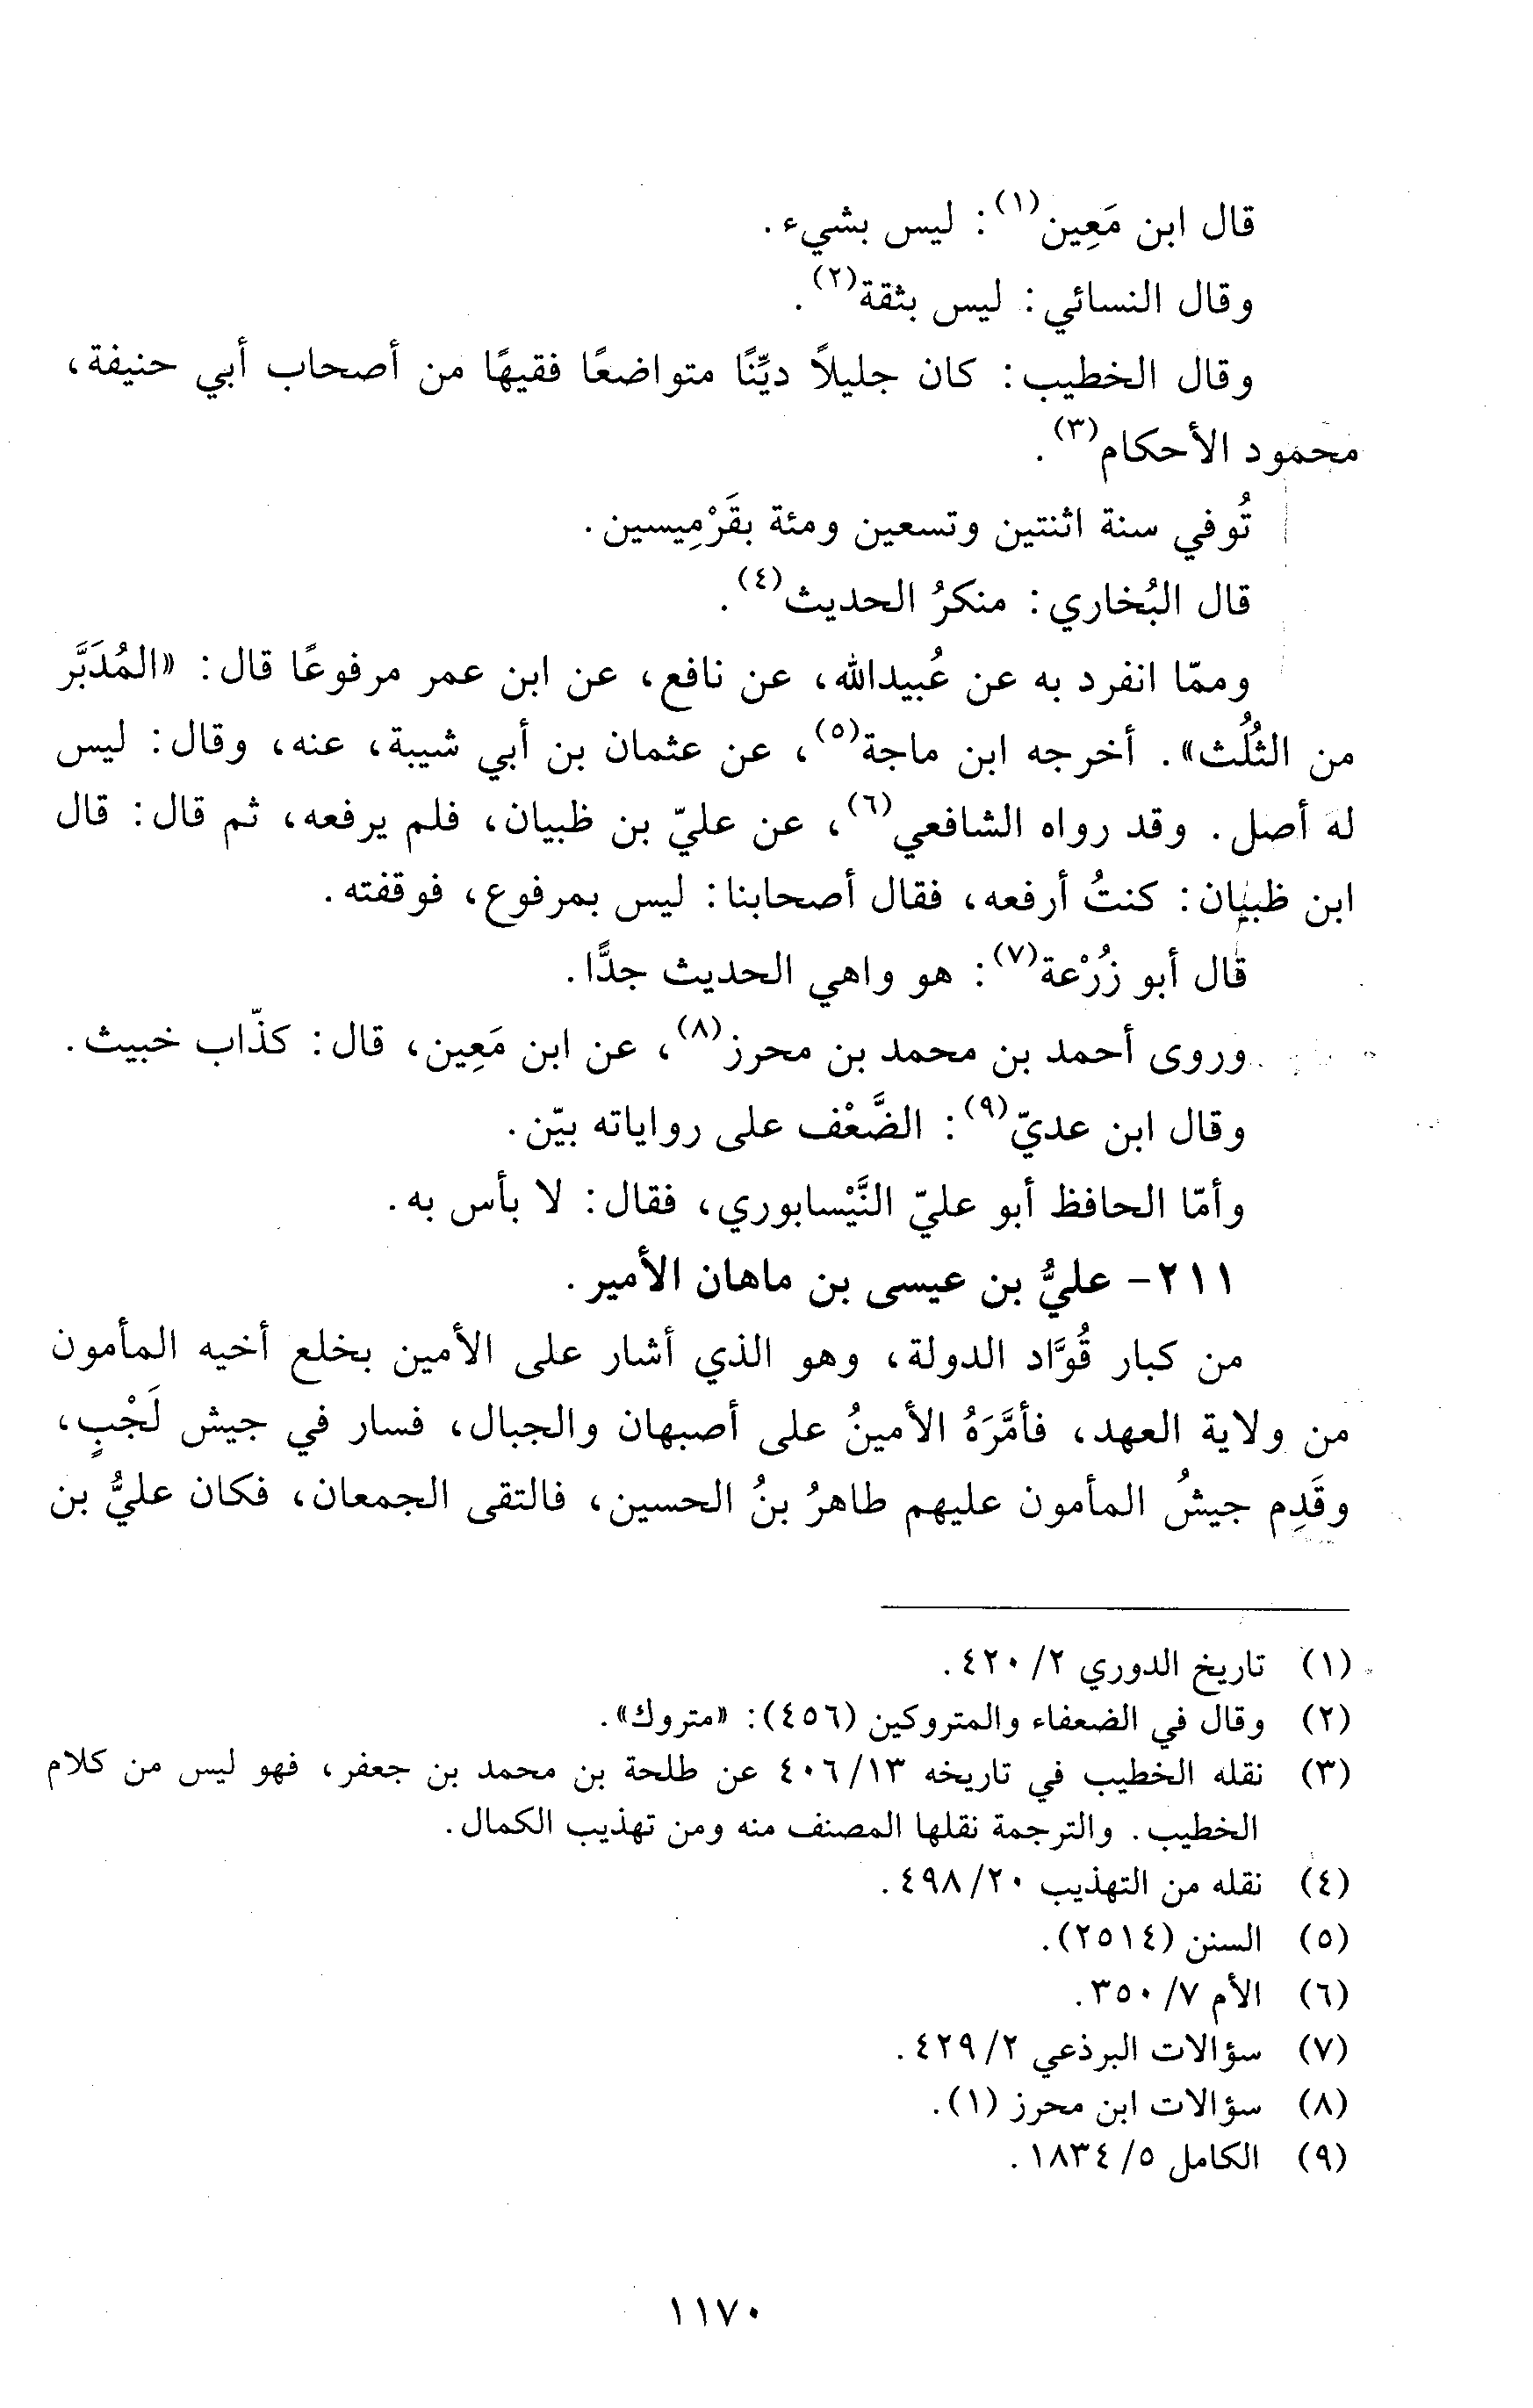 قال ابن مَعِين(١): ليس بشيء.
وقال النسائي: ليس بثقة(٢).
وقال الخطيب: كان جليلاً ديِّنًا متواضعًا فقيهًا من أصحاب أبي حنيفة،
محمود الأحكام(٣).
تُوفي سنة اثنتين وتسعين ومئة بقَرْمِيسين.
قال البُخاري: منكرُ الحديث(٤).
وممّا انفرد به عن عُبيدالله، عن نافع، عن ابن عمر مرفوعًا قال: «المُدَبَّر
من الثُلُث». أخرجه ابن ماجة(٥)، عن عثمان بن أبي شيبة، عنه، وقال: ليس
له أصل. وقد رواه الشافعي(٦)، عن عليّ بن ظبيان، فلم يرفعه، ثم قال: قال
ابن ظبيان: كنتُ أرفعه، فقال أصحابنا: ليس بمرفوع، فوقفته.
قال أبو زُرْعة(٧): هو واهي الحديث جدًّا.
وروى أحمد بن محمد بن محرز(٨)، عن ابن مَعِين، قال: كذّاب خبيث.
وقال ابن عديّ(٩): الضَّعْف على رواياته بيّن.
وأمّا الحافظ أبو عليّ النَّيْسابوري، فقال: لا بأس به.
٢١١- عليُّ بن عيسى بن ماهان الأمير.
من كبار قُوَّاد الدولة، وهو الذي أشار على الأمين بخلع أخيه المأمون
من ولاية العهد، فأمَّرَهُ الأمينُ على أصبهان والجبال، فسار في جيش لَجْبٍ،
وقَدِم جيشُ المأمون عليهم طاهرُ بنُ الحسين، فالتقى الجمعان، فكان عليُّ بن
(١) تاريخ الدوري ٢/ ٤٢٠.
(٢) وقال في الضعفاء والمتروكين (٤٥٦): «متروك».
(٣) نقله الخطيب في تاريخه ١٣/ ٤٠٦ عن طلحة بن محمد بن جعفر، فهو ليس من كلام
الخطيب. والترجمة نقلها المصنف منه ومن تهذيب الكمال.
(٤) نقله من التهذيب ٢٠/ ٤٩٨.
(٥) السنن (٢٥١٤).
(٦) الأم ٧/ ٣٥٠.
(٧) سؤالات البرذعي ٢/ ٤٢٩.
(٨) سؤالات ابن محرز (١).
(٩) الكامل ٥/ ١٨٣٤.
١١٧٠